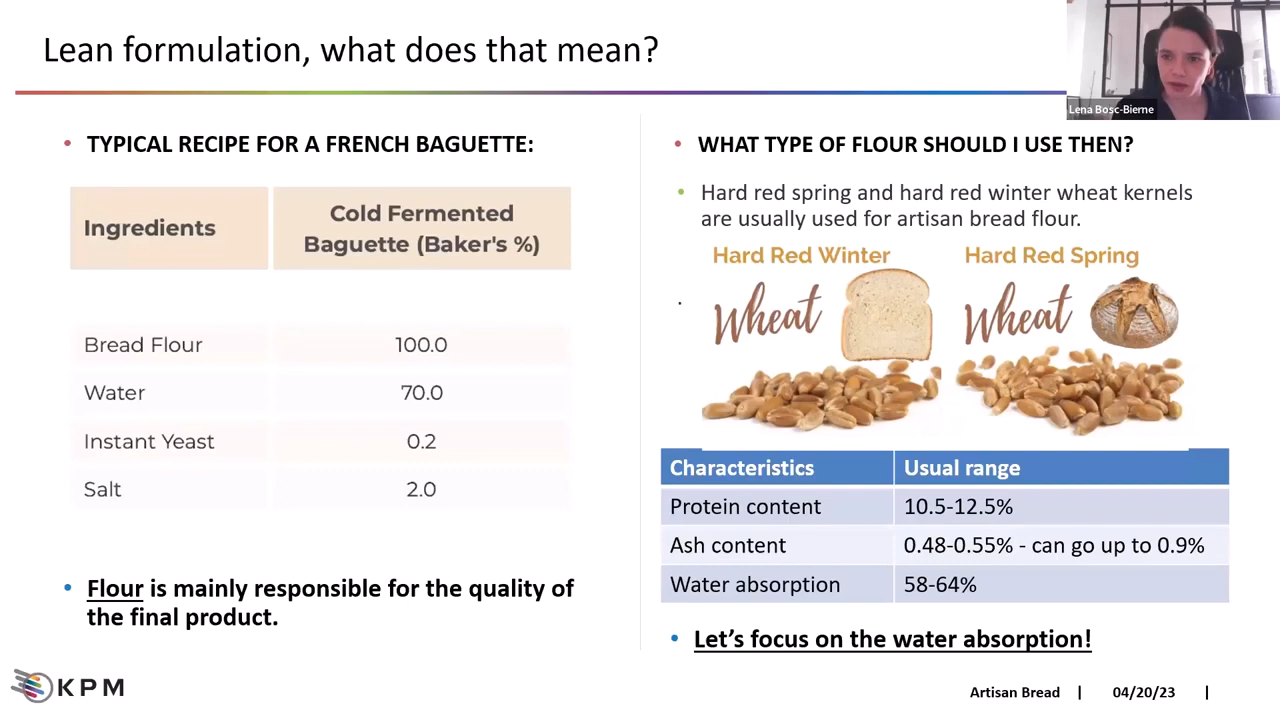 Lean formulation, what does that mean?
Lena Bosc-Bierne
• TYPICAL RECIPE FOR A FRENCH BAGUETTE:
Ingredients
Cold Fermented
Baguette (Baker's %)
Bread Flour 100.0
Water 70.0
Instant Yeast 0.2
Salt 2.0
• Flour is mainly responsible for the quality of
the final product.
• WHAT TYPE OF FLOUR SHOULD I USE THEN?
• Hard red spring and hard red winter wheat kernels
are usually used for artisan bread flour.
Hard Red Winter
Wheat
Hard Red Spring
Wheat
Characteristics Usual range
Protein content 10.5-12.5%
Ash content 0.48-0.55% - can go up to 0.9%
Water absorption 58-64%
• Let’s focus on the water absorption!
KPM
Artisan Bread | 04/20/23 |